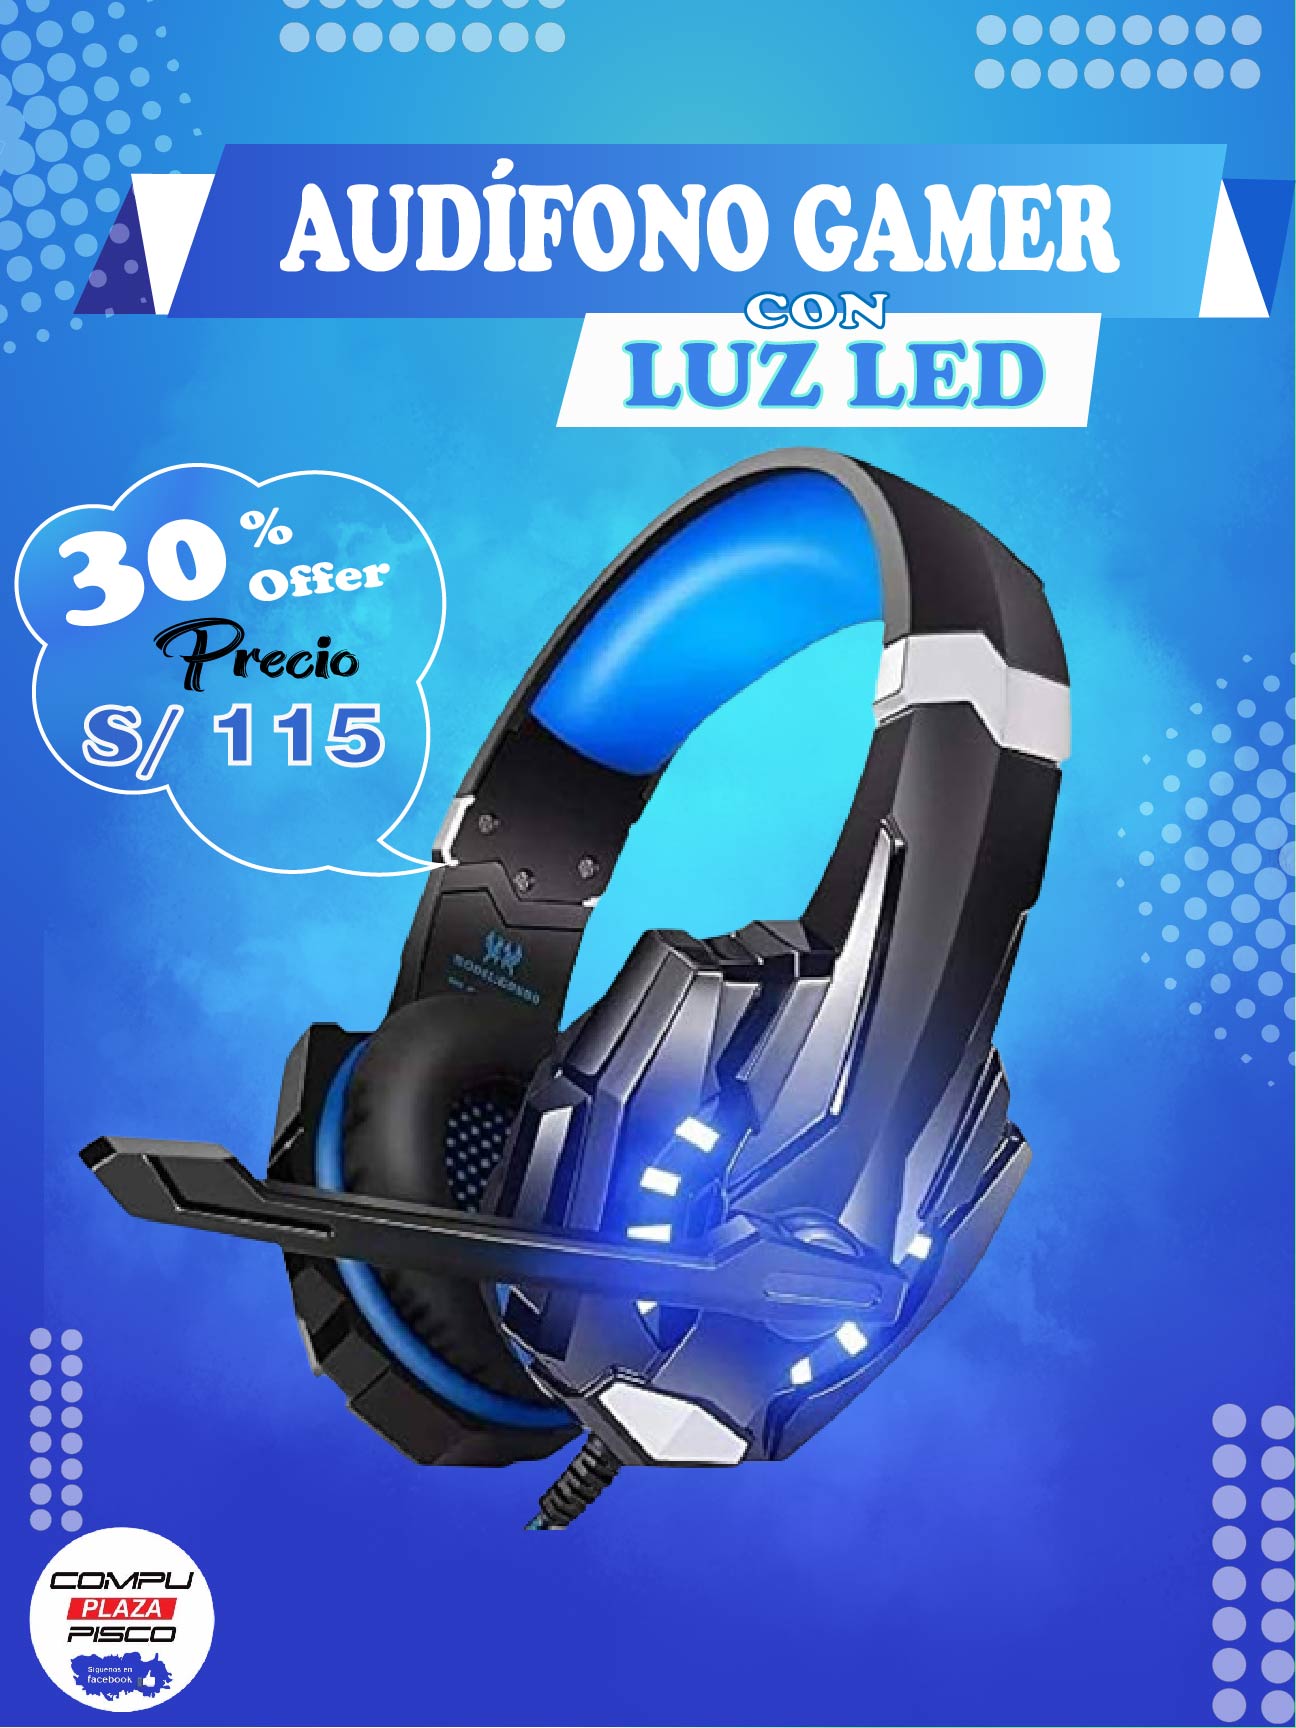 AUDÍFONO GAMER
CON
LUZ LED
30 %
Offer
Precio
S/ 115
COMPU
PLAZA
PISCO
Síguenos en
facebook